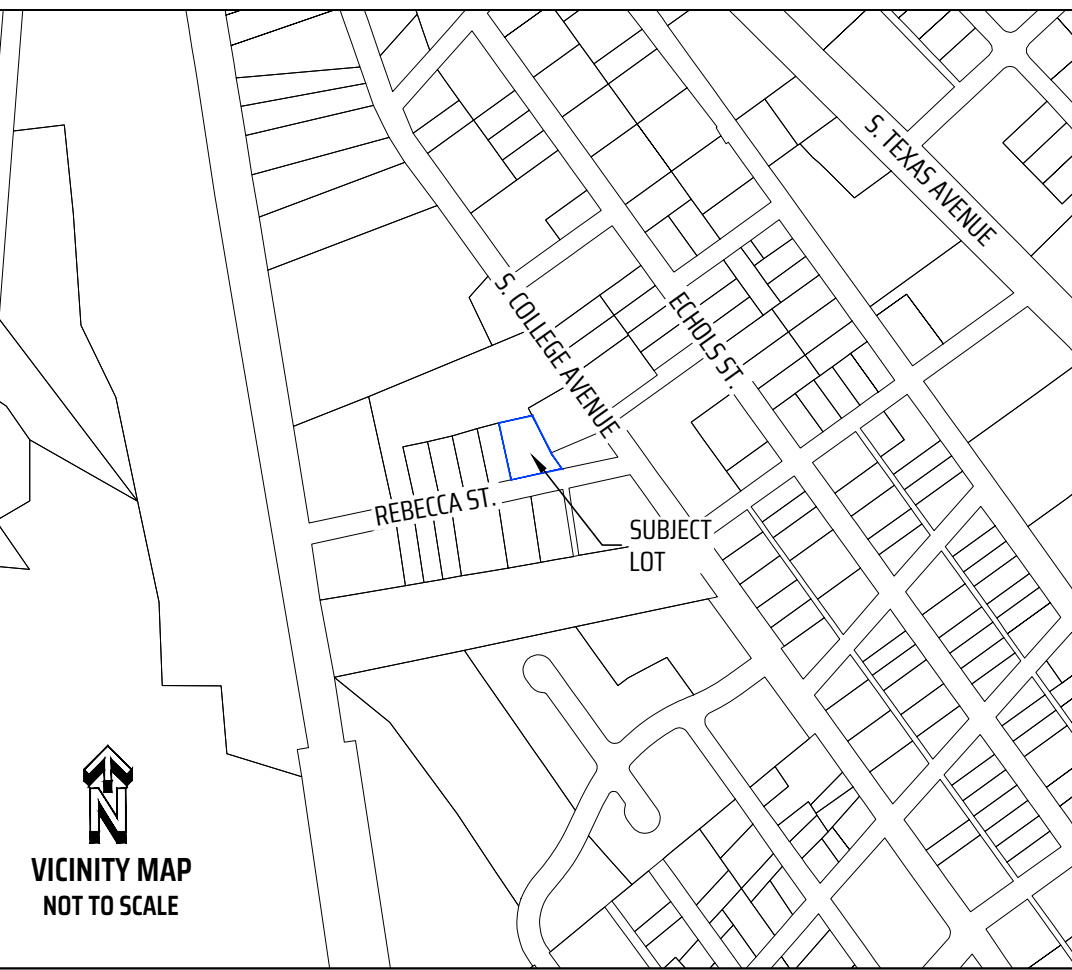 S. TEXAS AVENUE
S. COLLEGE AVENUE
ECHOLS ST.
REBECCA ST.
SUBJECT
LOT
N
VICINITY MAP
NOT TO SCALE